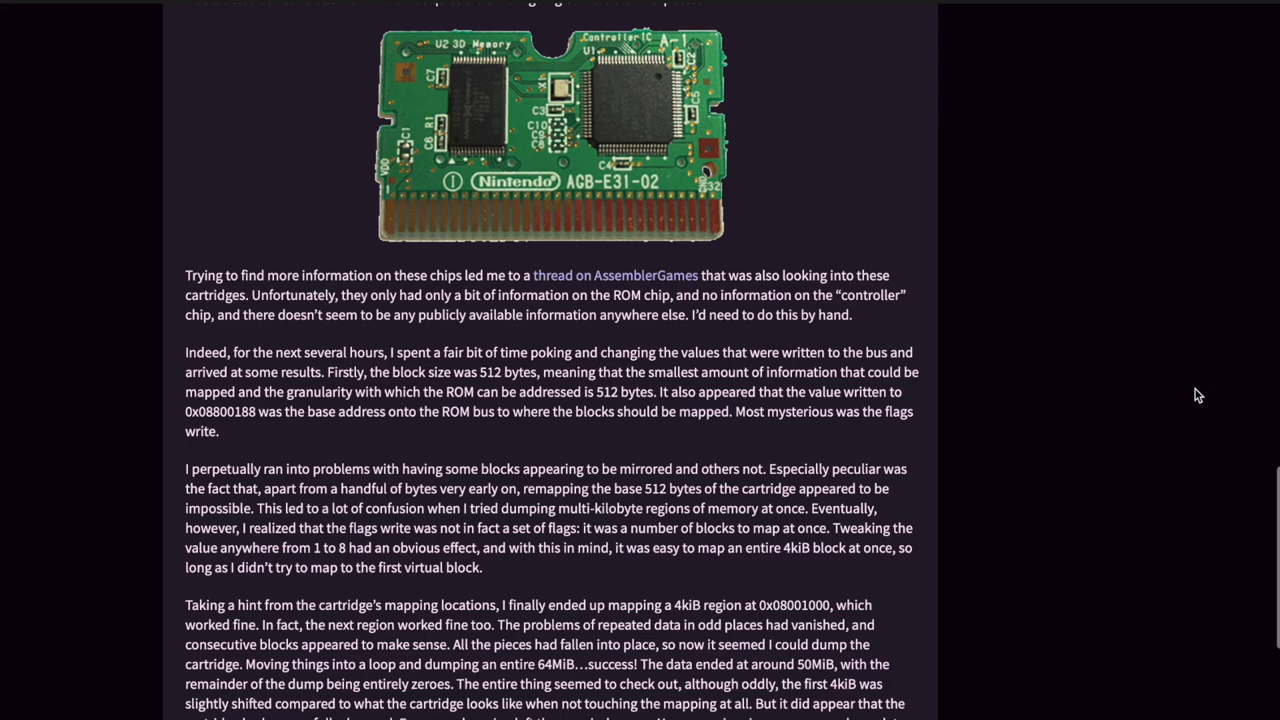 U2 3D Memory
Controller IC
U1
A-1
C2
C7
X1
C5
C3
R1
C10
C6
C1
C4
VDD
GND
32
Nintendo AGB-E31-02
Trying to find more information on these chips led me to a thread on AssemblerGames that was also looking into these
cartridges. Unfortunately, they only had only a bit of information on the ROM chip, and no information on the “controller”
chip, and there doesn’t seem to be any publicly available information anywhere else. I’d need to do this by hand.
Indeed, for the next several hours, I spent a fair bit of time poking and changing the values that were written to the bus and
arrived at some results. Firstly, the block size was 512 bytes, meaning that the smallest amount of information that could be
mapped and the granularity with which the ROM can be addressed is 512 bytes. It also appeared that the value written to
0x08800188 was the base address onto the ROM bus to where the blocks should be mapped. Most mysterious was the flags
write.
I perpetually ran into problems with having some blocks appearing to be mirrored and others not. Especially peculiar was
the fact that, apart from a handful of bytes very early on, remapping the base 512 bytes of the cartridge appeared to be
impossible. This led to a lot of confusion when I tried dumping multi-kilobyte regions of memory at once. Eventually,
however, I realized that the flags write was not in fact a set of flags: it was a number of blocks to map at once. Tweaking the
value anywhere from 1 to 8 had an obvious effect, and with this in mind, it was easy to map an entire 4kiB block at once, so
long as I didn’t try to map to the first virtual block.
Taking a hint from the cartridge’s mapping locations, I finally ended up mapping a 4kiB region at 0x08001000, which
worked fine. In fact, the next region worked fine too. The problems of repeated data in odd places had vanished, and
consecutive blocks appeared to make sense. All the pieces had fallen into place, so now it seemed I could dump the
cartridge. Moving things into a loop and dumping an entire 64MiB…success! The data ended at around 50MiB, with the
remainder of the dump being entirely zeroes. The entire thing seemed to check out, although oddly, the first 4kiB was
slightly shifted compared to what the cartridge looks like when not touching the mapping at all. But it did appear that the